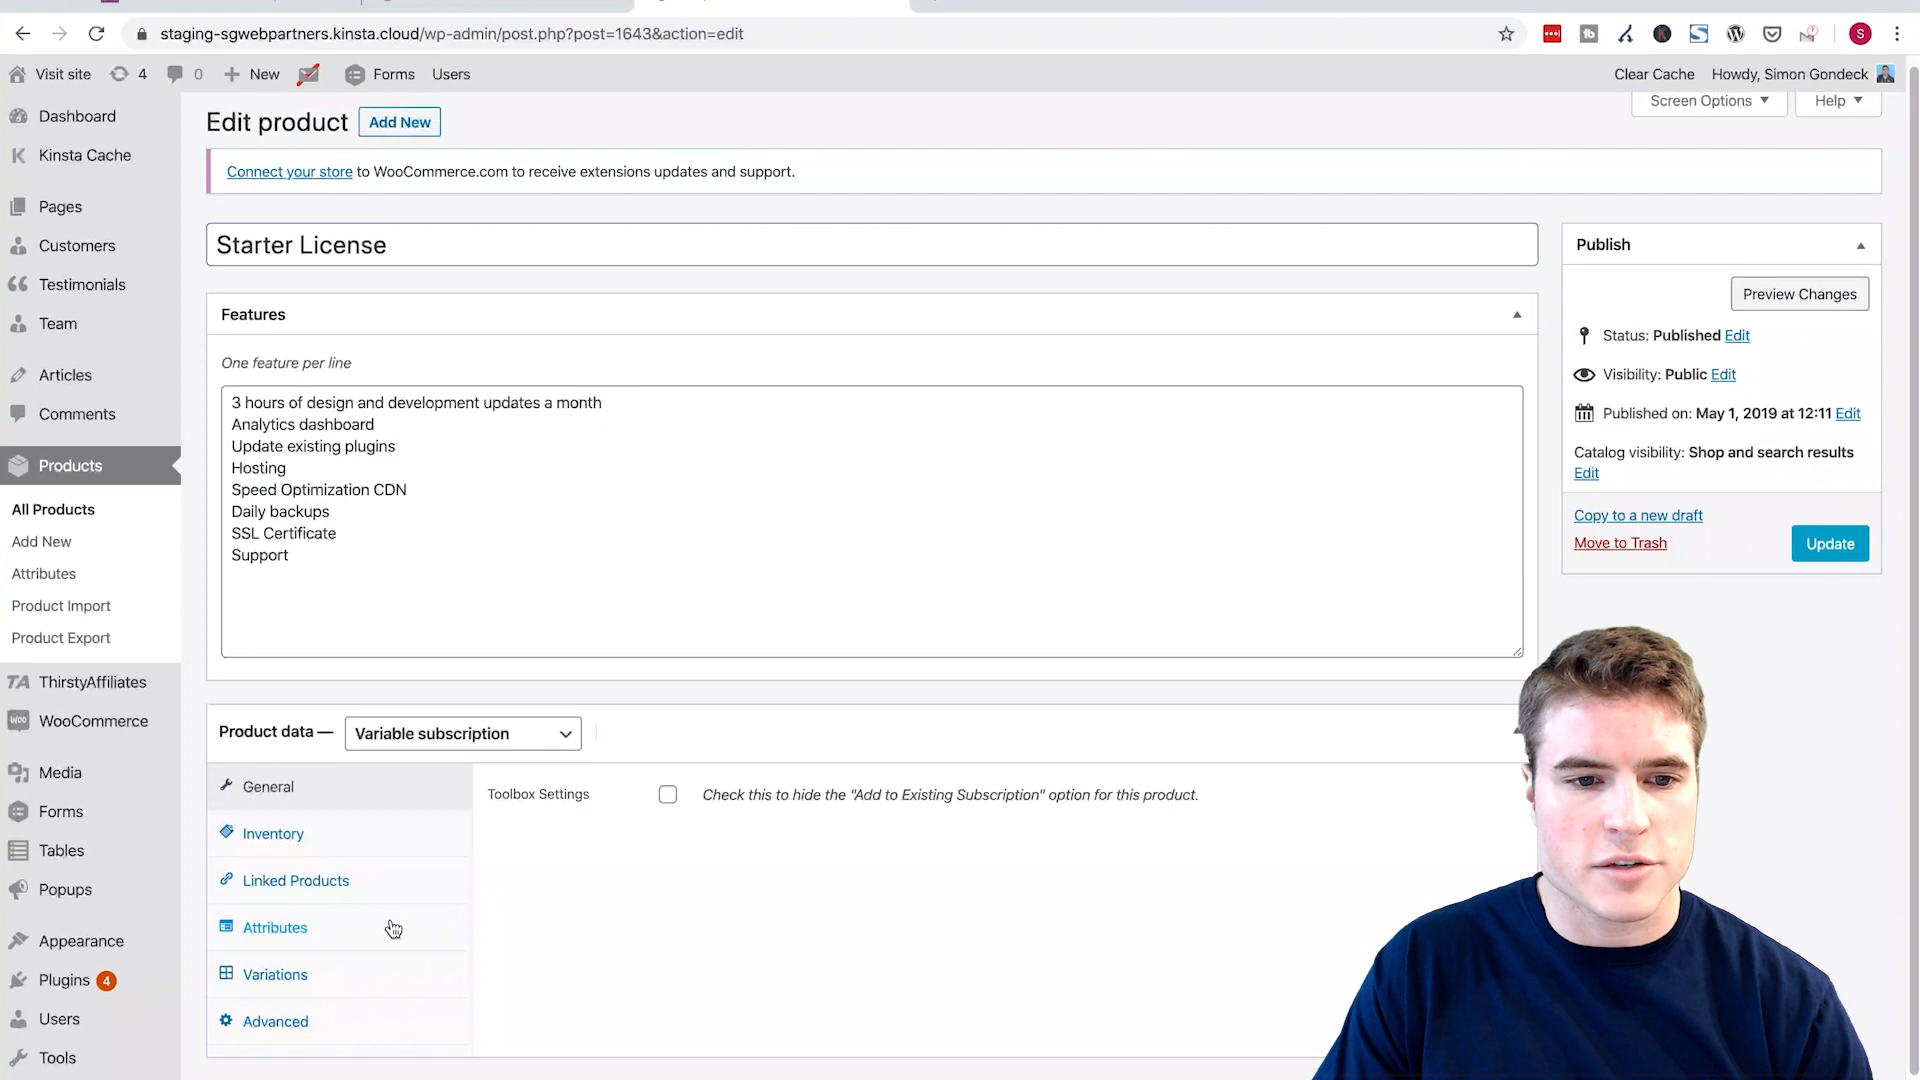 staging-sgwebpartners.kinsta.cloud/wp-admin/post.php?post=1643&action=edit
Visit site 4 0 New Forms Users Clear Cache Howdy, Simon Gondeck
Screen Options Help
Dashboard
Kinsta Cache
Pages
Customers
Testimonials
Team
Articles
Comments
Products
All Products
Add New
Attributes
Product Import
Product Export
TA ThirstyAffiliates
WOO WooCommerce
Media
Forms
Tables
Popups
Appearance
Plugins 4
Users
Tools
Edit product Add New
Connect your store to WooCommerce.com to receive extensions updates and support.
Starter License
Features
One feature per line
3 hours of design and development updates a month
Analytics dashboard
Update existing plugins
Hosting
Speed Optimization CDN
Daily backups
SSL Certificate
Support
Product data — Variable subscription
General
Inventory
Linked Products
Attributes
Variations
Advanced
Toolbox Settings Check this to hide the "Add to Existing Subscription" option for this product.
Publish
Preview Changes
Status: Published Edit
Visibility: Public Edit
Published on: May 1, 2019 at 12:11 Edit
Catalog visibility: Shop and search results
Edit
Copy to a new draft
Move to Trash
Update